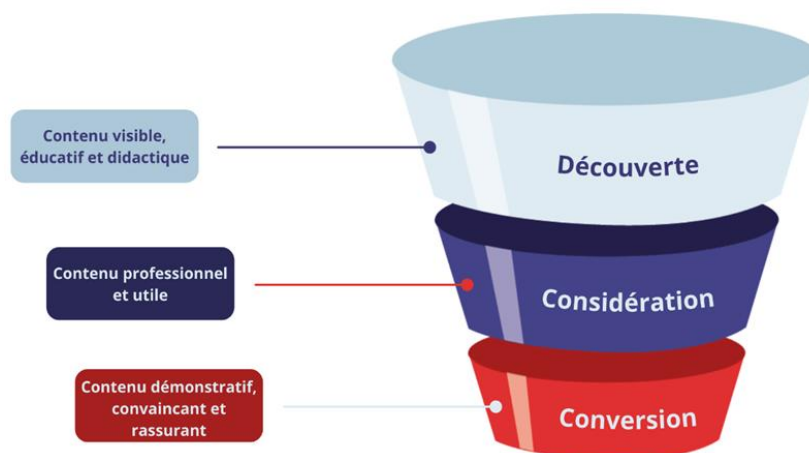 Contenu visible,
éducatif et didactique
Découverte
Contenu professionnel
et utile
Considération
Contenu démonstratif,
convaincant et
rassurant
Conversion